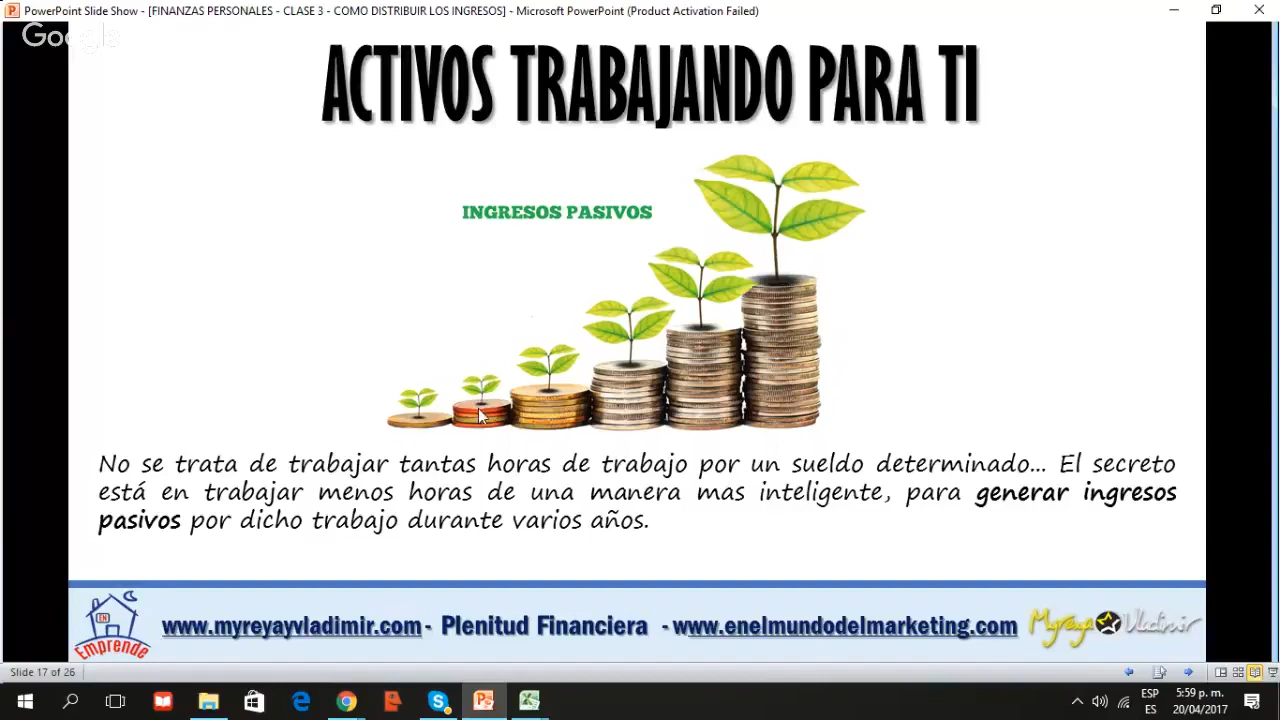 PowerPoint Slide Show - [FINANZAS PERSONALES - CLASE 3 - COMO DISTRIBUIR LOS INGRESOS] - Microsoft PowerPoint (Product Activation Failed)
Google
ACTIVOS TRABAJANDO PARA TI
INGRESOS PASIVOS
No se trata de trabajar tantas horas de trabajo por un sueldo determinado... El secreto
está en trabajar menos horas de una manera mas inteligente, para generar ingresos
pasivos por dicho trabajo durante varios años.
EN
Emprende
www.myreyayvladimir.com - Plenitud Financiera - www.enelmundodelmarketing.com
Myreya Vladimir
Slide 17 of 26
ESP
ES
5:59 p. m.
20/04/2017